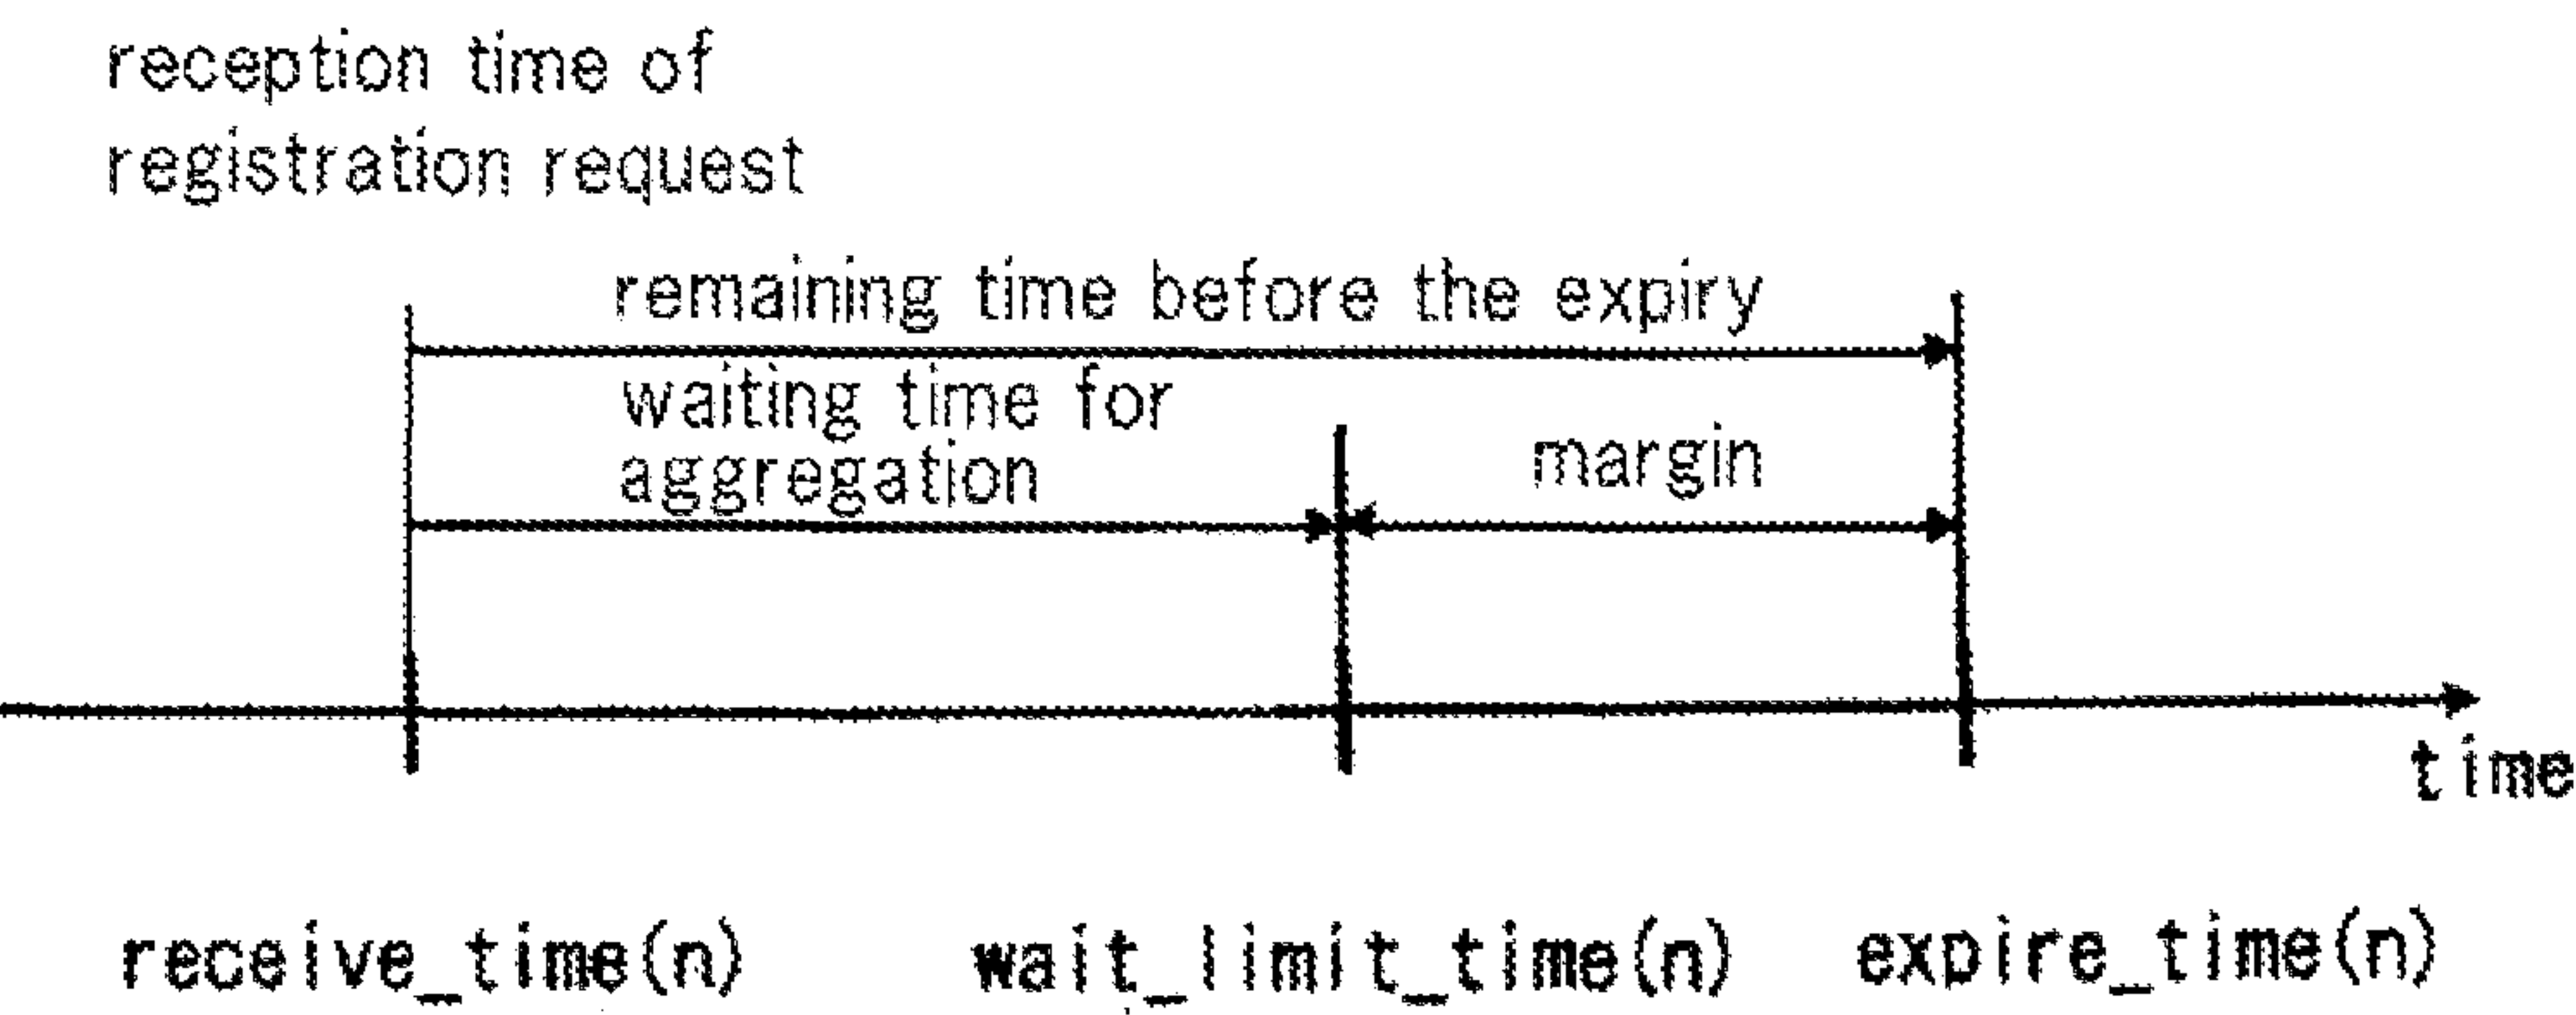 reception time of
registration request
remaining time before the expiry
waiting time for
aggregation
margin
time
receive_time(n)
wait_limit_time(n)
expire_time(n)